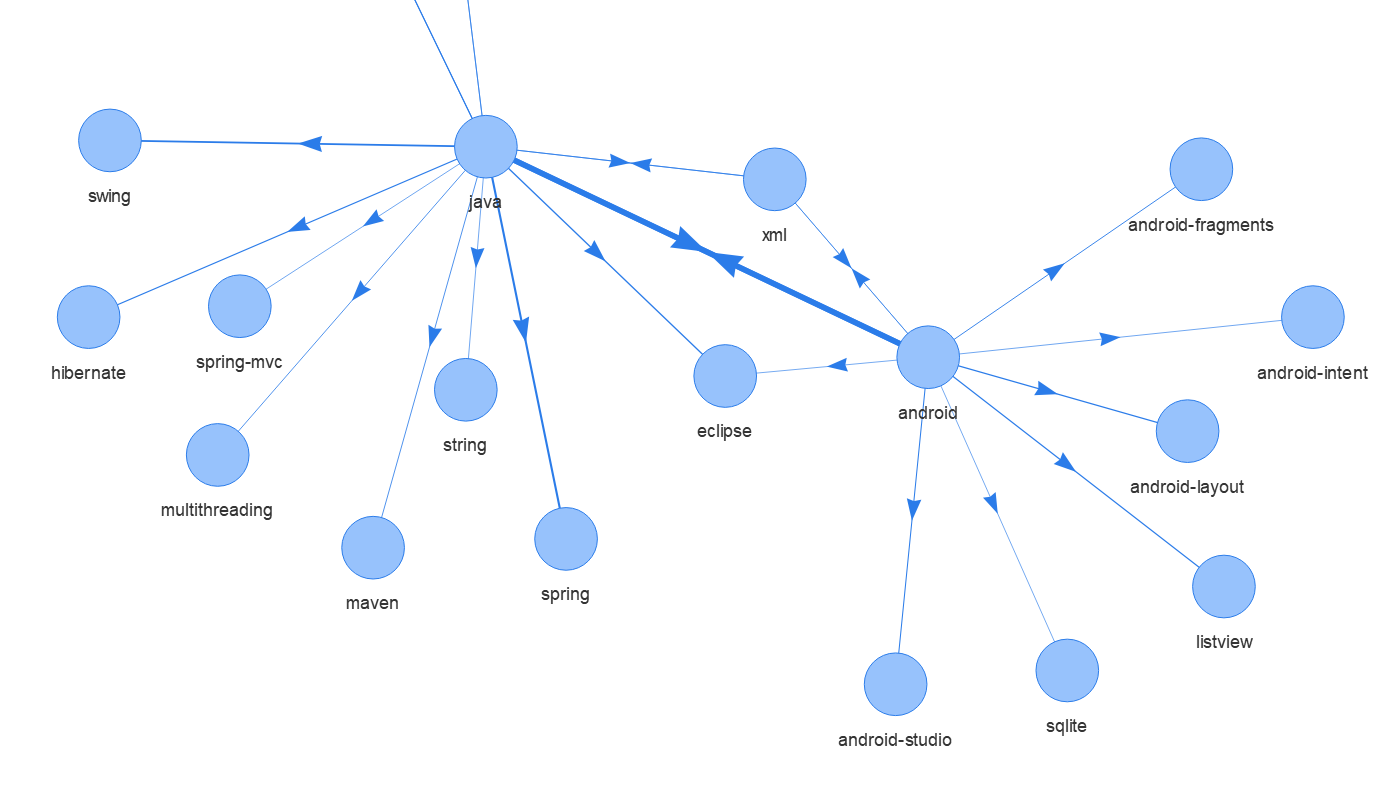 swing
java
xml
android-fragments
hibernate
spring-mvc
android-intent
string
eclipse
android
android-layout
multithreading
maven
spring
listview
android-studio
sqlite